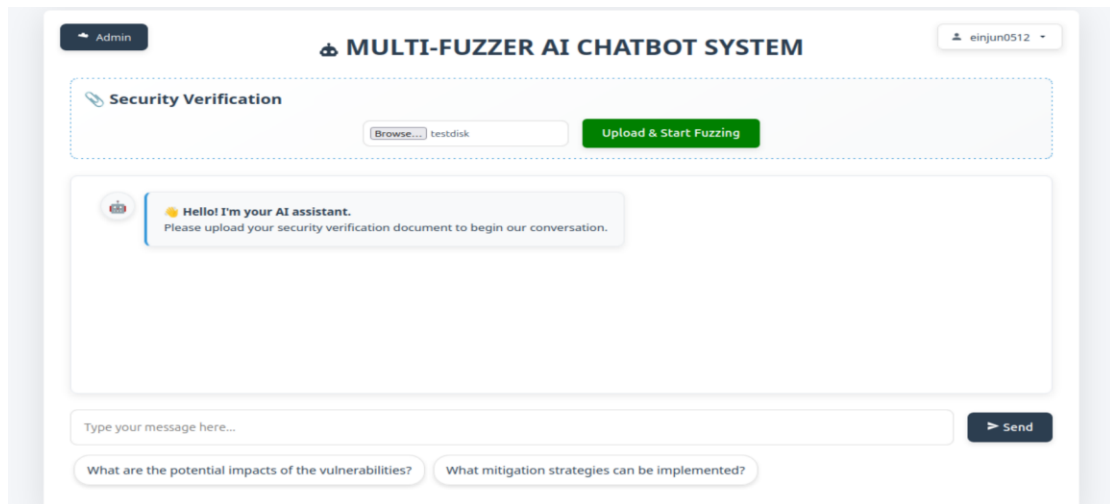 Admin
MULTI-FUZZER AI CHATBOT SYSTEM
einjun0512
Security Verification
Browse... testdisk
Upload & Start Fuzzing
👋 Hello! I'm your AI assistant.
Please upload your security verification document to begin our conversation.
Type your message here...
Send
What are the potential impacts of the vulnerabilities?
What mitigation strategies can be implemented?